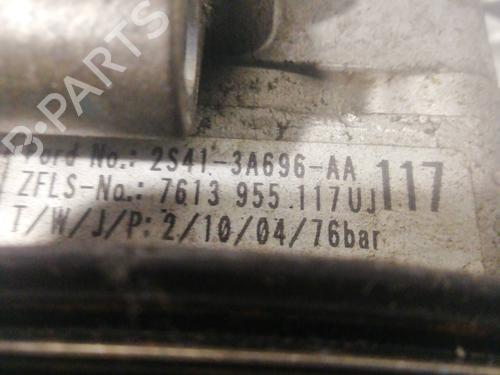 B-PARTS
Ford No.: 2S41-3A696-AA
ZFLS-No.: 7613 955 117UJ
117
T/W/J/P: 2/10/04/76bar